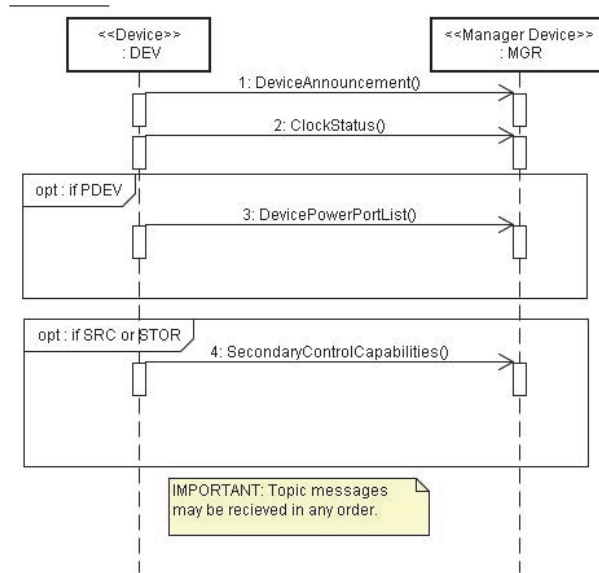 <<Device>>
: DEV
<<Manager Device>>
: MGR
1: DeviceAnnouncement()
2: ClockStatus()
opt : if PDEV
3: DevicePowerPortList()
opt : if SRC or STOR
4: SecondaryControlCapabilities()
IMPORTANT: Topic messages
may be recieved in any order.